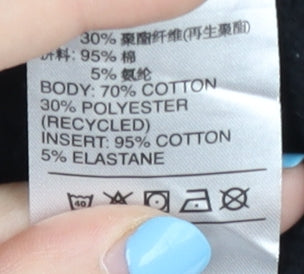 30% 聚酯纤维(再生聚酯)
拼料: 95% 棉
5% 氨纶
BODY: 70% COTTON
30% POLYESTER
(RECYCLED)
INSERT: 95% COTTON
5% ELASTANE
40